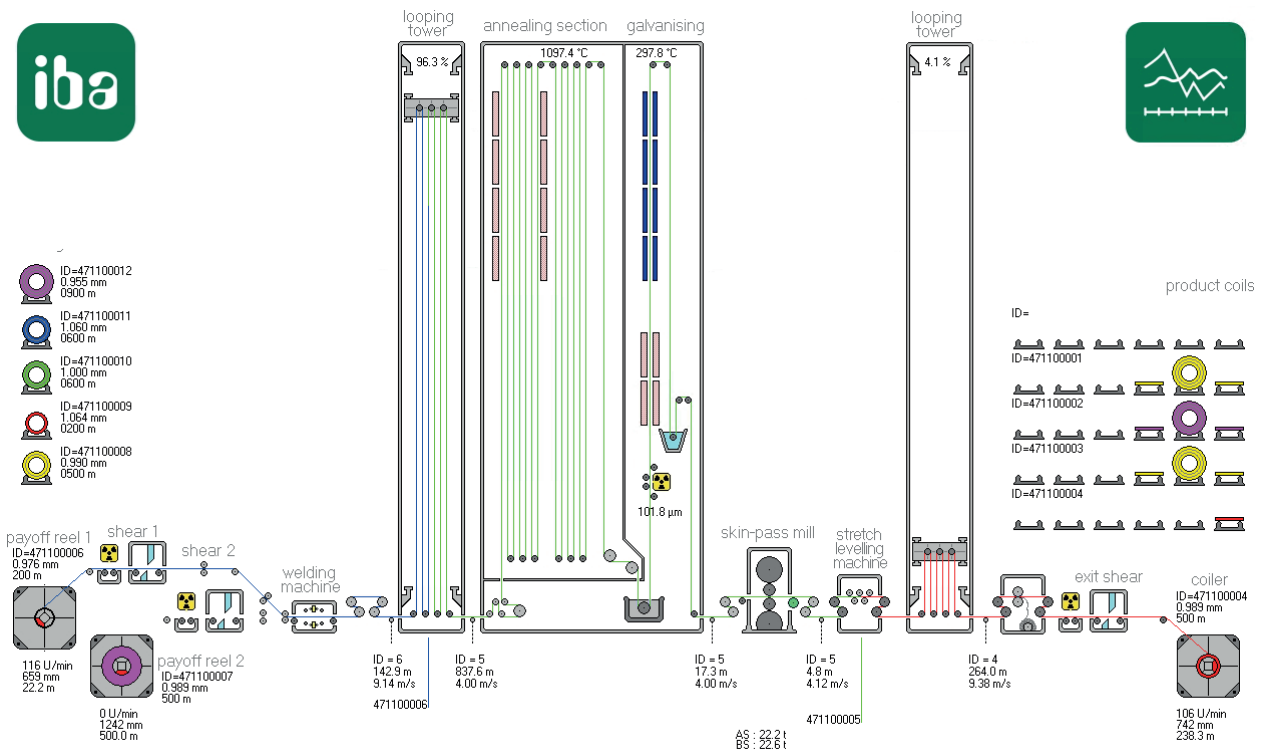 iba
looping
tower
annealing section
galvanising
looping
tower
96.3 %
1097.4 °C
297.8 °C
4.1 %
ID=471100012
0.955 mm
0900 m
ID=471100011
1.060 mm
0600 m
ID=471100010
1.000 mm
0600 m
ID=471100009
1.064 mm
0200 m
ID=471100008
0.990 mm
0500 m
product coils
ID=
ID=471100001
ID=471100002
ID=471100003
ID=471100004
101.8 µm
payoff reel 1
ID=471100006
0.976 mm
200 m
shear 1
shear 2
welding
machine
skin-pass mill
stretch
levelling
machine
exit shear
coiler
ID=471100004
0.989 mm
500 m
116 U/min
659 mm
22.2 m
payoff reel 2
ID=471100007
0.989 mm
500 m
0 U/min
1242 mm
500.0 m
ID = 6
142.9 m
9.14 m/s
471100006
ID = 5
837.6 m
4.00 m/s
ID = 5
17.3 m
4.00 m/s
ID = 5
4.8 m
4.12 m/s
471100005
ID = 4
264.0 m
9.38 m/s
106 U/min
742 mm
238.3 m
AS : 22.2 t
BS : 22.6 t